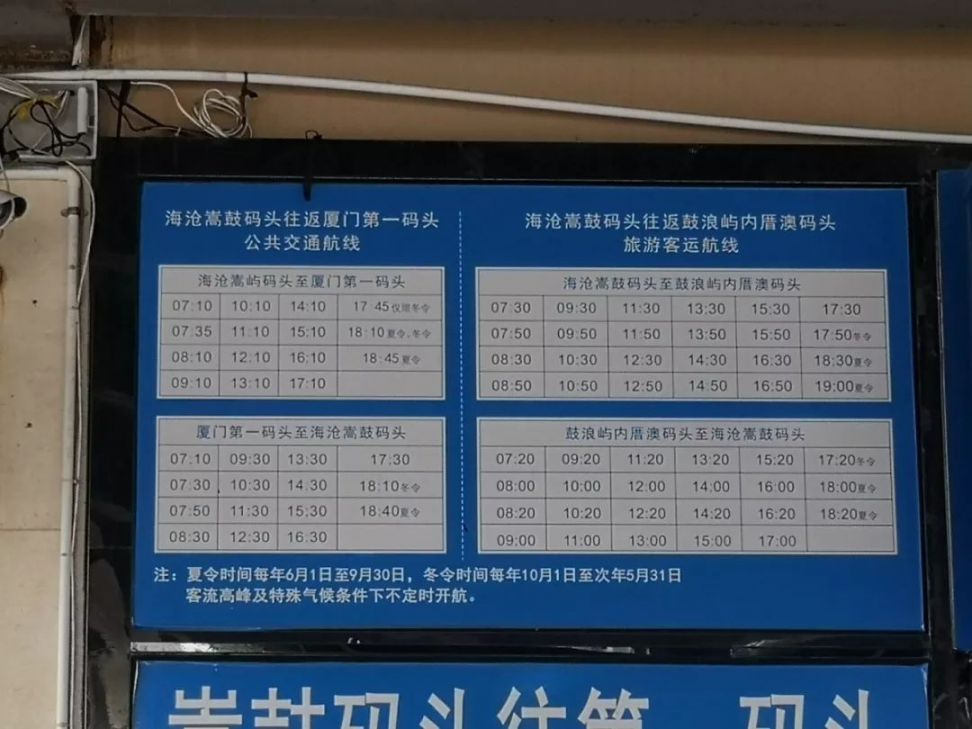 海沧嵩鼓码头往返厦门第一码头
公共交通航线
海沧嵩屿码头至厦门第一码头
07:10 10:10 14:10 17:45仅限冬令
07:35 11:10 15:10 18:10夏令、冬令
08:10 12:10 16:10 18:45夏令
09:10 13:10 17:10
厦门第一码头至海沧嵩鼓码头
07:10 09:30 13:30 17:30
07:30 10:30 14:30 18:10冬令
07:50 11:30 15:30 18:40夏令
08:30 12:30 16:30
海沧嵩鼓码头往返鼓浪屿内厝澳码头
旅游客运航线
海沧嵩鼓码头至鼓浪屿内厝澳码头
07:30 09:30 11:30 13:30 15:30 17:30
07:50 09:50 11:50 13:50 15:50 17:50冬令
08:30 10:30 12:30 14:30 16:30 18:30夏令
08:50 10:50 12:50 14:50 16:50 19:00夏令
鼓浪屿内厝澳码头至海沧嵩鼓码头
07:20 09:20 11:20 13:20 15:20 17:20冬令
08:00 10:00 12:00 14:00 16:00 18:00夏令
08:20 10:20 12:20 14:20 16:20 18:20夏令
09:00 11:00 13:00 15:00 17:00
注：夏令时间每年6月1日至9月30日，冬令时间每年10月1日至次年5月31日
客流高峰及特殊气候条件下不定时开航。
嵩鼓码头往第一码头